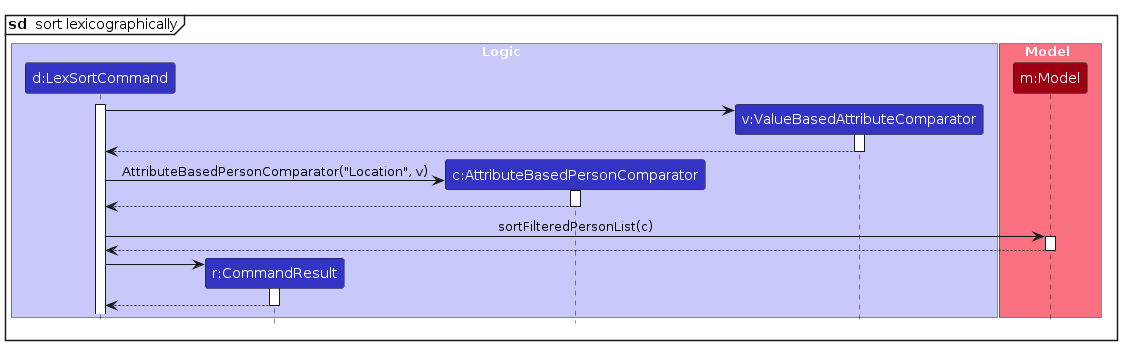 sd sort lexicographically
Logic
Model
d:LexSortCommand
m:Model
v:ValueBasedAttributeComparator
AttributeBasedPersonComparator("Location", v)
c:AttributeBasedPersonComparator
sortFilteredPersonList(c)
r:CommandResult